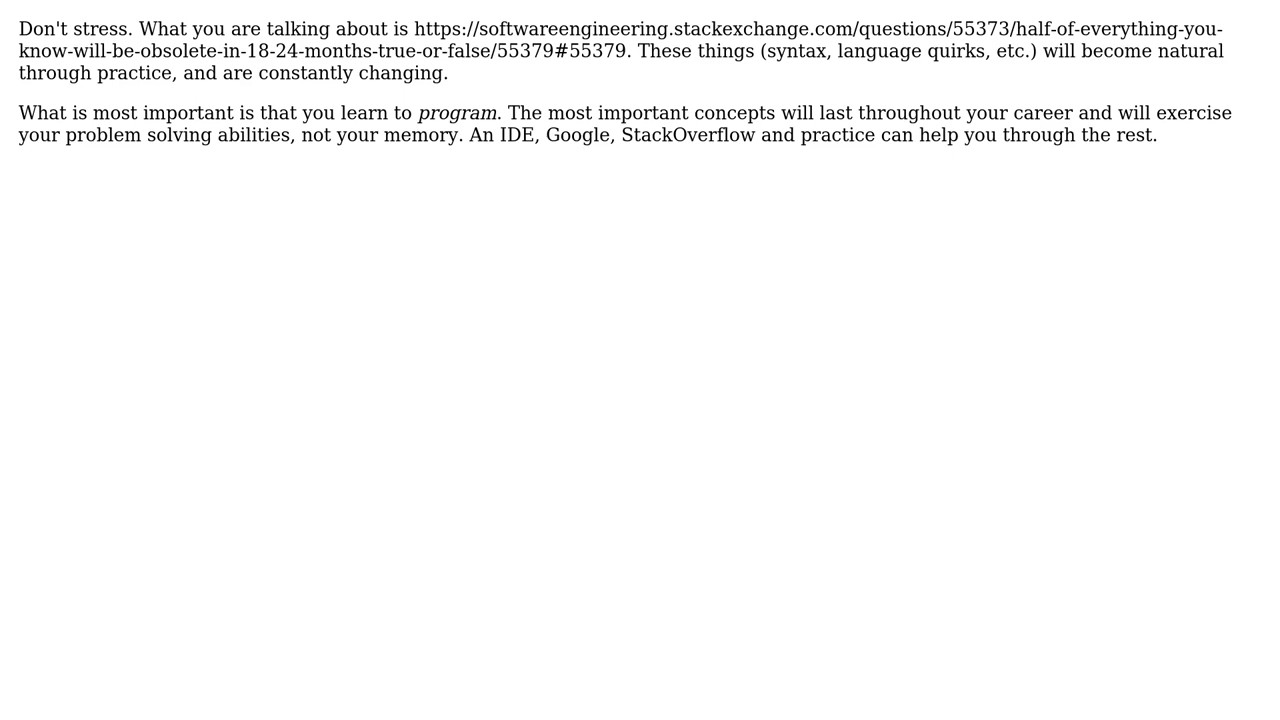 Don't stress. What you are talking about is https://softwareengineering.stackexchange.com/questions/55373/half-of-everything-you-
know-will-be-obsolete-in-18-24-months-true-or-false/55379#55379. These things (syntax, language quirks, etc.) will become natural
through practice, and are constantly changing.
What is most important is that you learn to program. The most important concepts will last throughout your career and will exercise
your problem solving abilities, not your memory. An IDE, Google, StackOverflow and practice can help you through the rest.